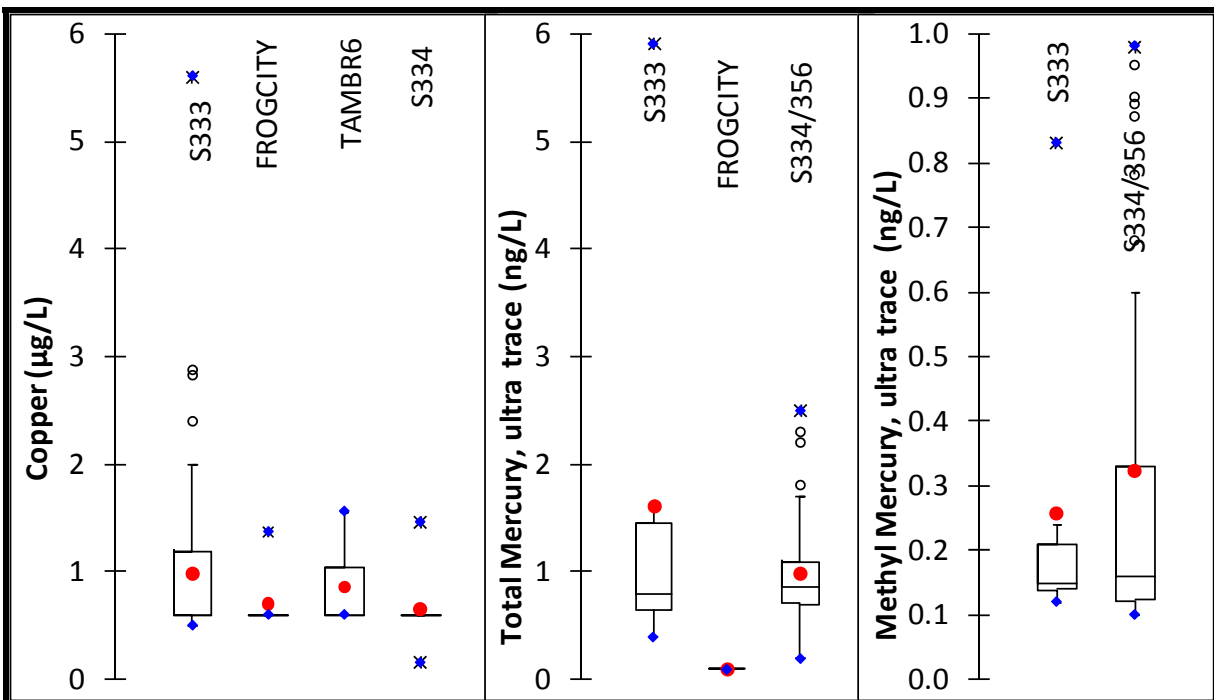 Copper (µg/L)
6
5
4
3
2
1
0
S333
FROGCITY
TAMBR6
S334
Total Mercury, ultra trace (ng/L)
6
5
4
3
2
1
0
S333
FROGCITY
S334/356
Methyl Mercury, ultra trace (ng/L)
1.0
0.9
0.8
0.7
0.6
0.5
0.4
0.3
0.2
0.1
0.0
S333
S334/356